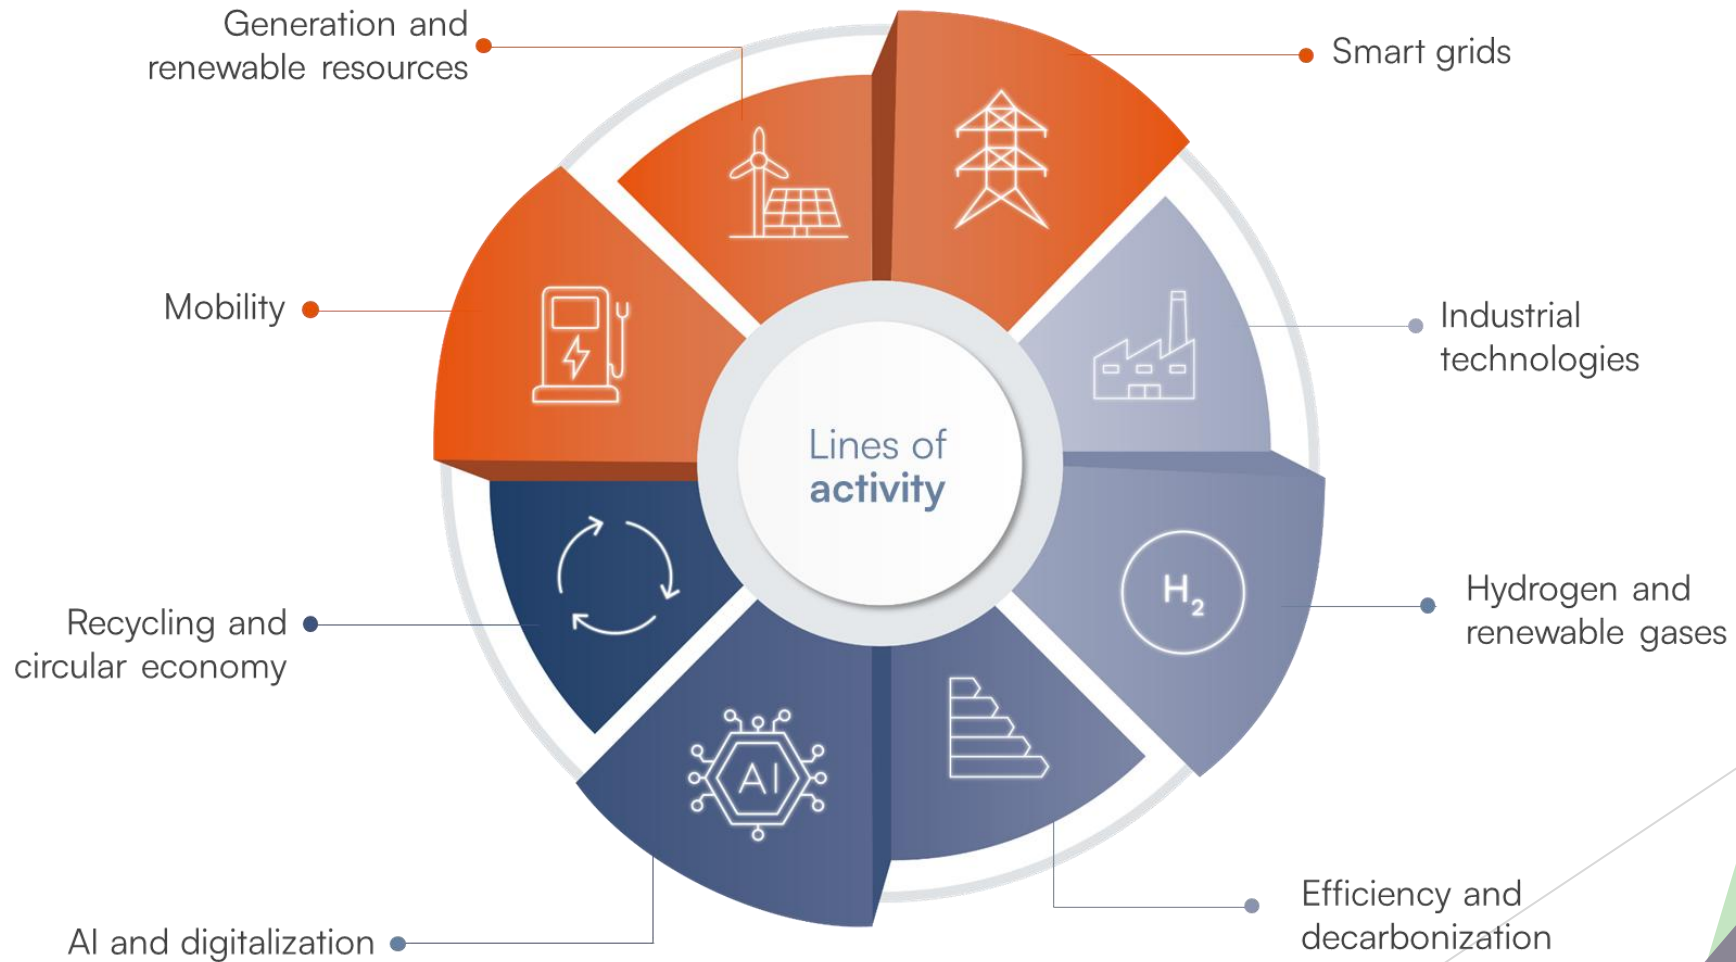 Generation and
renewable resources
Smart grids
Mobility
Industrial
technologies
Lines of
activity
H₂
Hydrogen and
renewable gases
Recycling and
circular economy
AI
Efficiency and
decarbonization
AI and digitalization